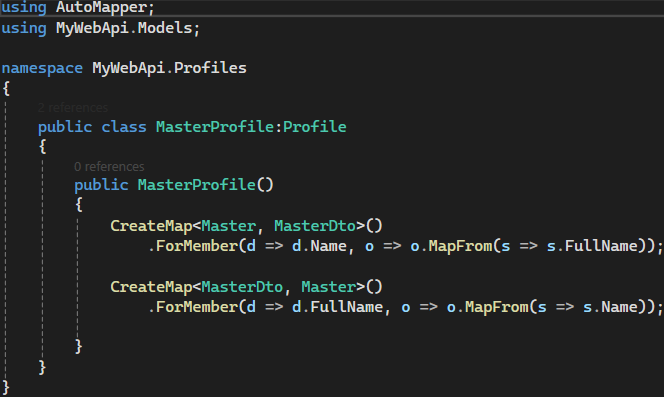 using AutoMapper;
using MyWebApi.Models;
namespace MyWebApi.Profiles
{
2 references
public class MasterProfile:Profile
{
0 references
public MasterProfile()
{
CreateMap<Master, MasterDto>()
.ForMember(d => d.Name, o => o.MapFrom(s => s.FullName));
CreateMap<MasterDto, Master>()
.ForMember(d => d.FullName, o => o.MapFrom(s => s.Name));
}
}
}